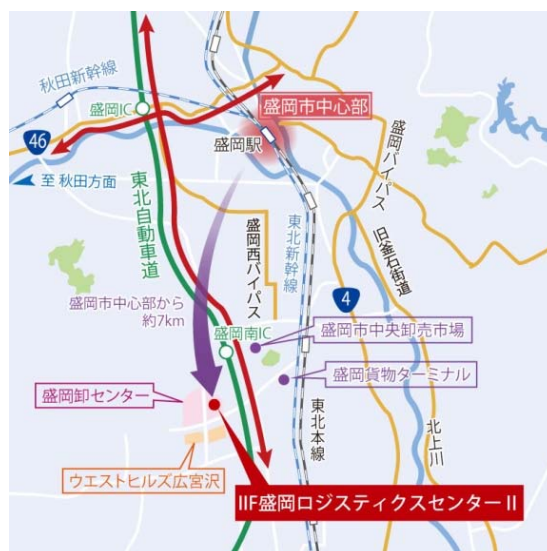 秋田新幹線
盛岡IC
盛岡市中心部
46
盛岡駅
至 秋田方面
東北自動車道
盛岡西バイパス
東北新幹線
盛岡バイパス
旧釜石街道
盛岡市中心部から
約7km
4
盛岡南IC
盛岡市中央卸売市場
盛岡貨物ターミナル
盛岡卸センター
東北本線
北上川
ウエストヒルズ広宮沢
IIF盛岡ロジスティクスセンターⅡ